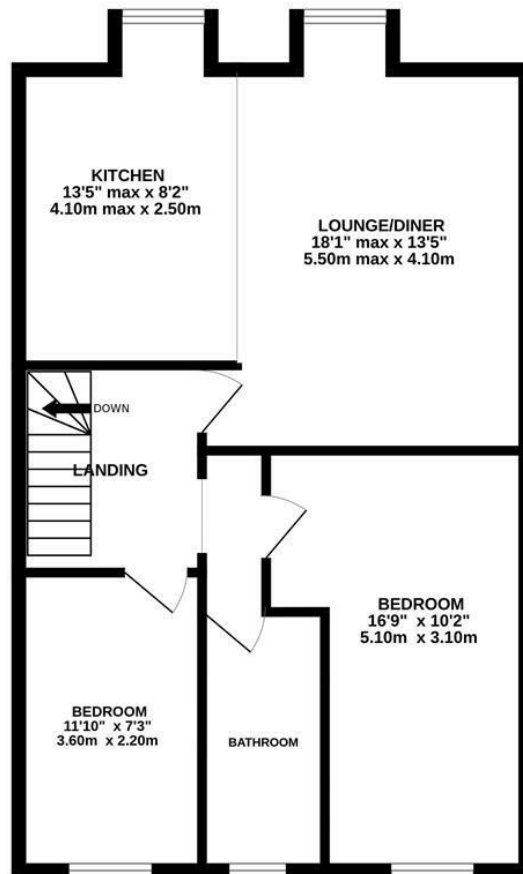 KITCHEN
13'5" max x 8'2"
4.10m max x 2.50m
LOUNGE/DINER
18'1" max x 13'5"
5.50m max x 4.10m
DOWN
LANDING
BEDROOM
16'9" x 10'2"
5.10m x 3.10m
BEDROOM
11'10" x 7'3"
3.60m x 2.20m
BATHROOM